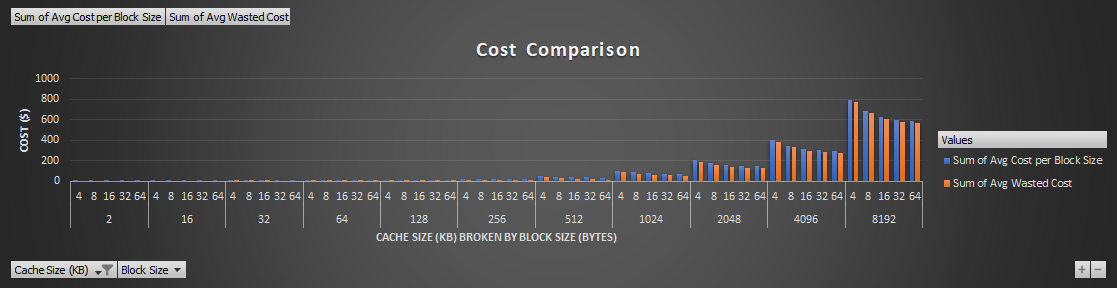 Sum of Avg Cost per Block Size Sum of Avg Wasted Cost
Cost Comparison
1000
800
600
400
200
0
COST ($)
4 8 16 32 64 4 8 16 32 64 4 8 16 32 64 4 8 16 32 64 4 8 16 32 64 4 8 16 32 64 4 8 16 32 64 4 8 16 32 64 4 8 16 32 64 4 8 16 32 64 4 8 16 32 64
2 16 32 64 128 256 512 1024 2048 4096 8192
CACHE SIZE (KB) BROKEN BY BLOCK SIZE (BYTES)
Values
Sum of Avg Cost per Block Size
Sum of Avg Wasted Cost
Cache Size (KB) Block Size
+ −